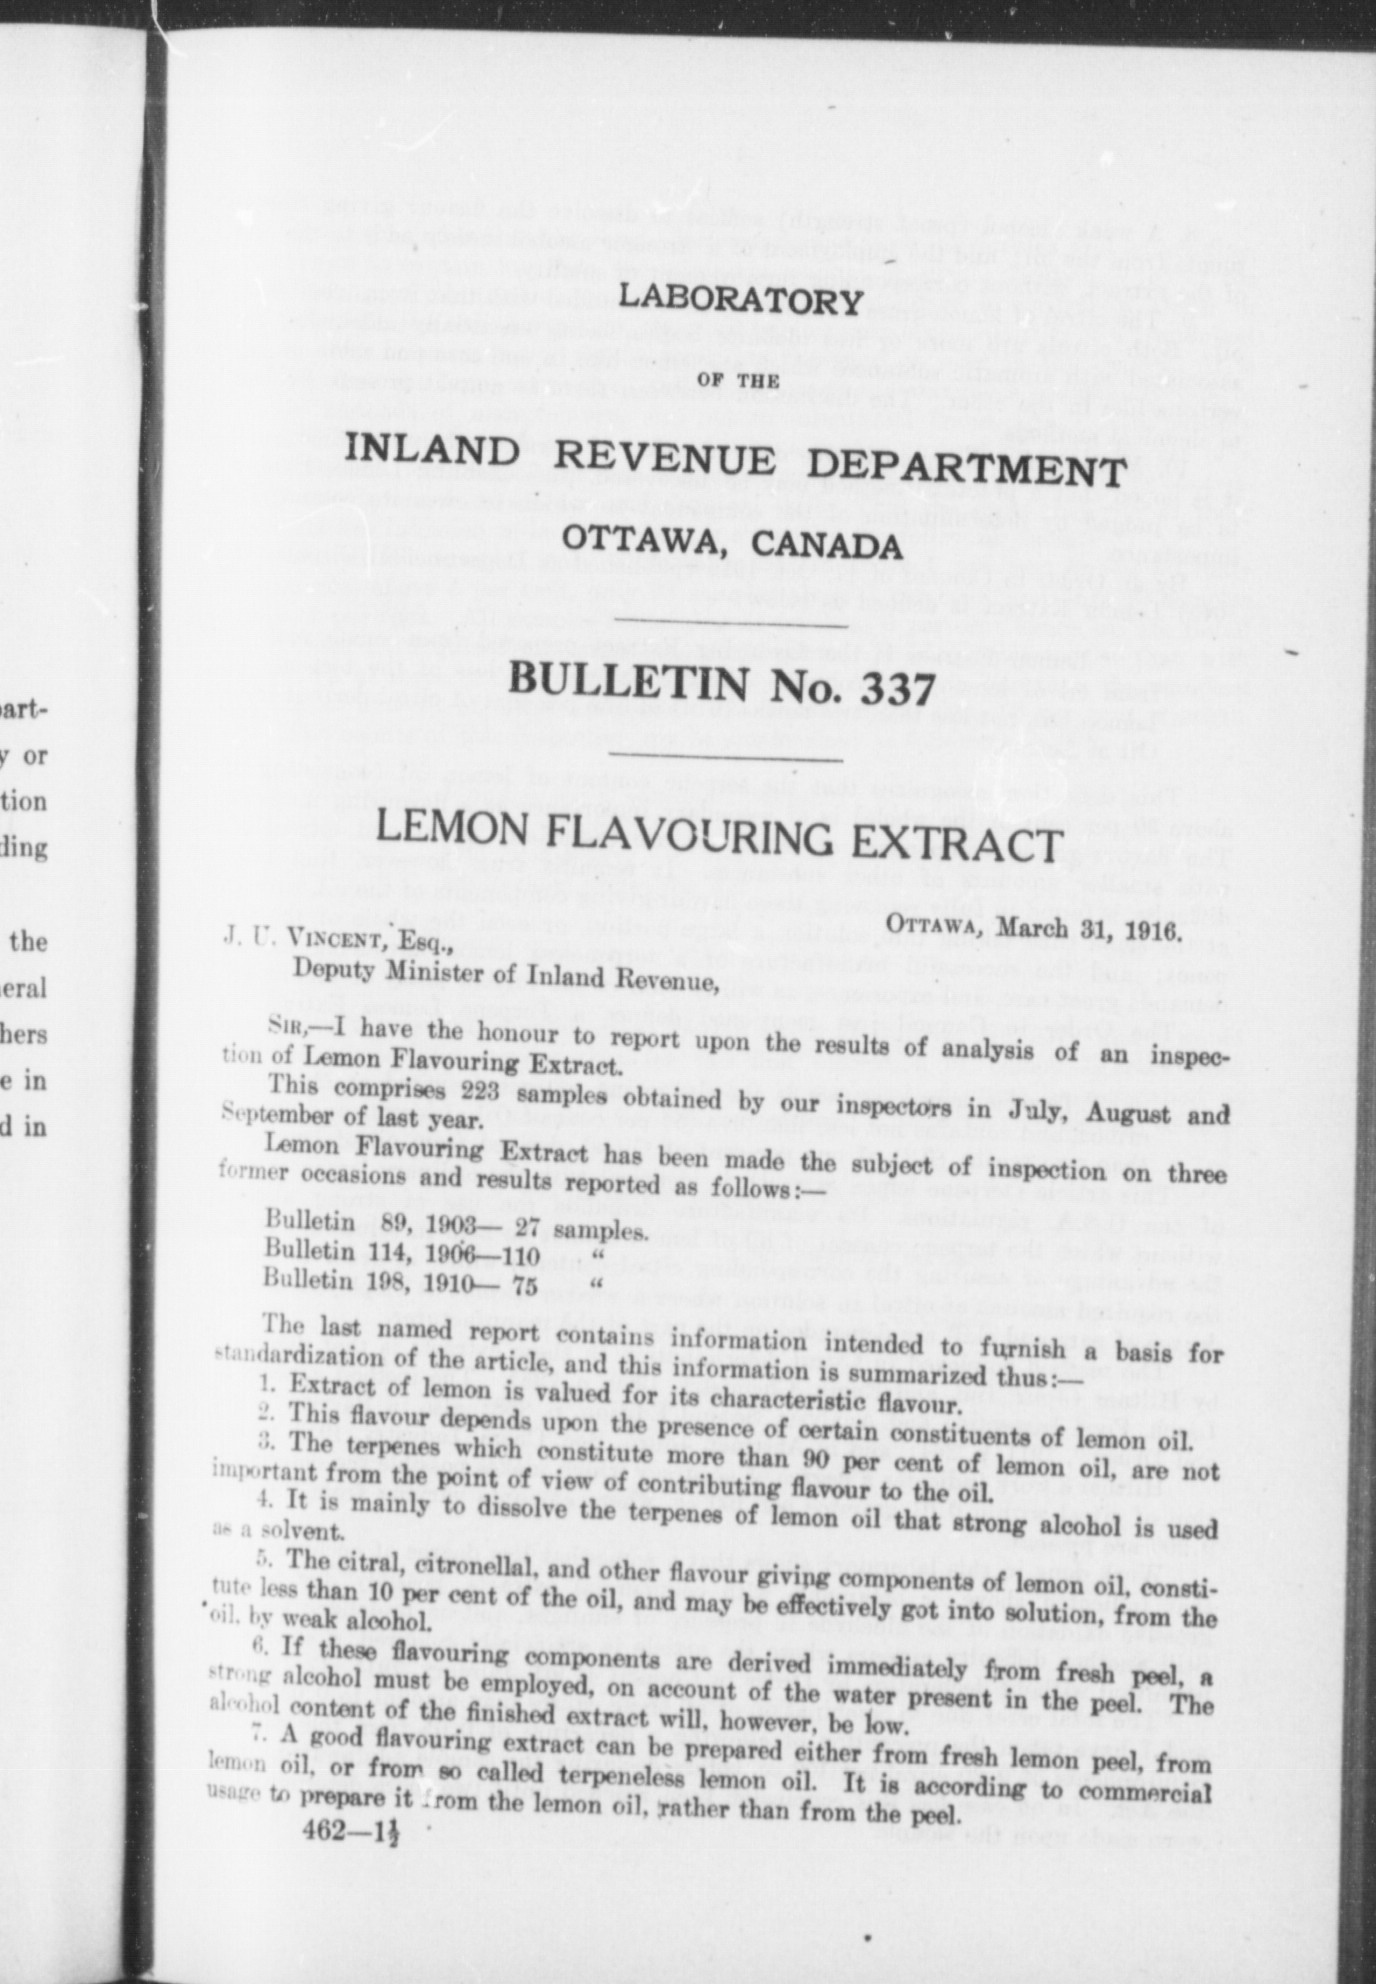 part-
y or
tion
ding
the
eral
hers
e in
d in
LABORATORY
OF THE
INLAND REVENUE DEPARTMENT
OTTAWA, CANADA
BULLETIN No. 337
LEMON FLAVOURING EXTRACT
OTTAWA, March 31, 1916.
J. U. VINCENT, Esq.,
Deputy Minister of Inland Revenue,
SIR,—I have the honour to report upon the results of analysis of an inspec-
tion of Lemon Flavouring Extract.
This comprises 223 samples obtained by our inspectors in July, August and
September of last year.
Lemon Flavouring Extract has been made the subject of inspection on three
former occasions and results reported as follows:—
Bulletin 89, 1903— 27 samples.
Bulletin 114, 1906—110 “
Bulletin 198, 1910— 75 “
The last named report contains information intended to furnish a basis for
standardization of the article, and this information is summarized thus:—
1. Extract of lemon is valued for its characteristic flavour.
2. This flavour depends upon the presence of certain constituents of lemon oil.
3. The terpenes which constitute more than 90 per cent of lemon oil, are not
important from the point of view of contributing flavour to the oil.
4. It is mainly to dissolve the terpenes of lemon oil that strong alcohol is used
as a solvent.
5. The citral, citronellal, and other flavour giving components of lemon oil, consti-
tute less than 10 per cent of the oil, and may be effectively got into solution, from the
oil, by weak alcohol.
6. If these flavouring components are derived immediately from fresh peel, a
strong alcohol must be employed, on account of the water present in the peel. The
alcohol content of the finished extract will, however, be low.
7. A good flavouring extract can be prepared either from fresh lemon peel, from
lemon oil, or from so called terpeneless lemon oil. It is according to commercial
usage to prepare it from the lemon oil, rather than from the peel.
462—1½